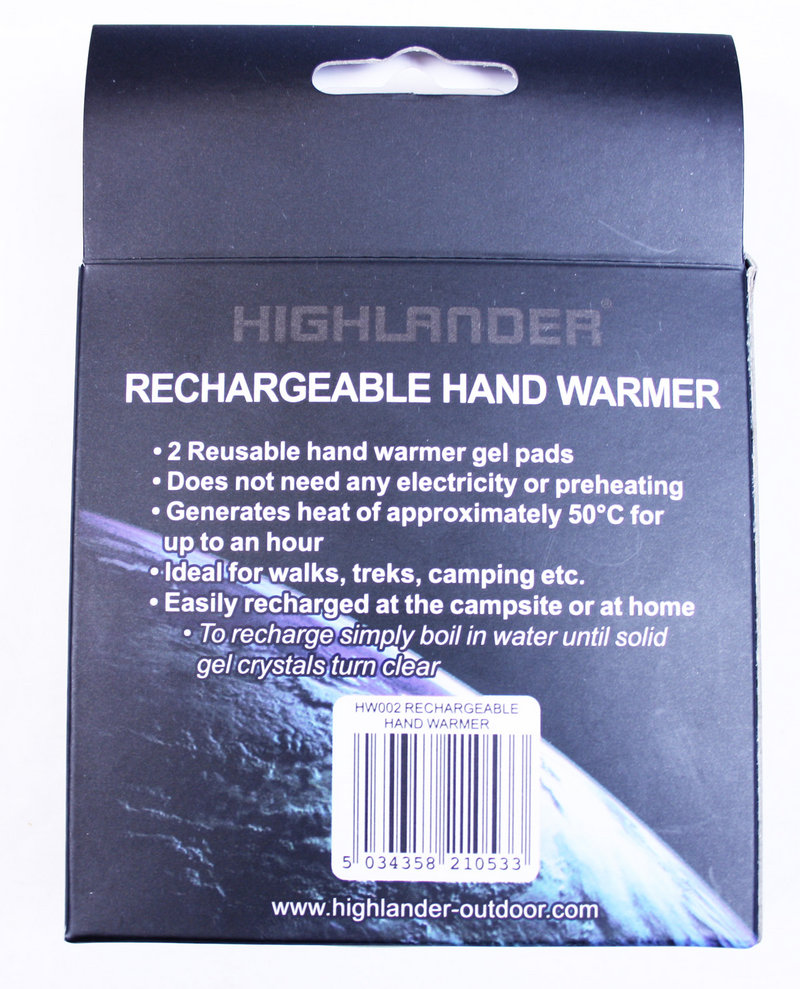 HIGHLANDER®
RECHARGEABLE HAND WARMER
• 2 Reusable hand warmer gel pads
• Does not need any electricity or preheating
• Generates heat of approximately 50°C for
up to an hour
• Ideal for walks, treks, camping etc.
• Easily recharged at the campsite or at home
• To recharge simply boil in water until solid
gel crystals turn clear
HW002 RECHARGEABLE
HAND WARMER
5 034358 210533
www.highlander-outdoor.com